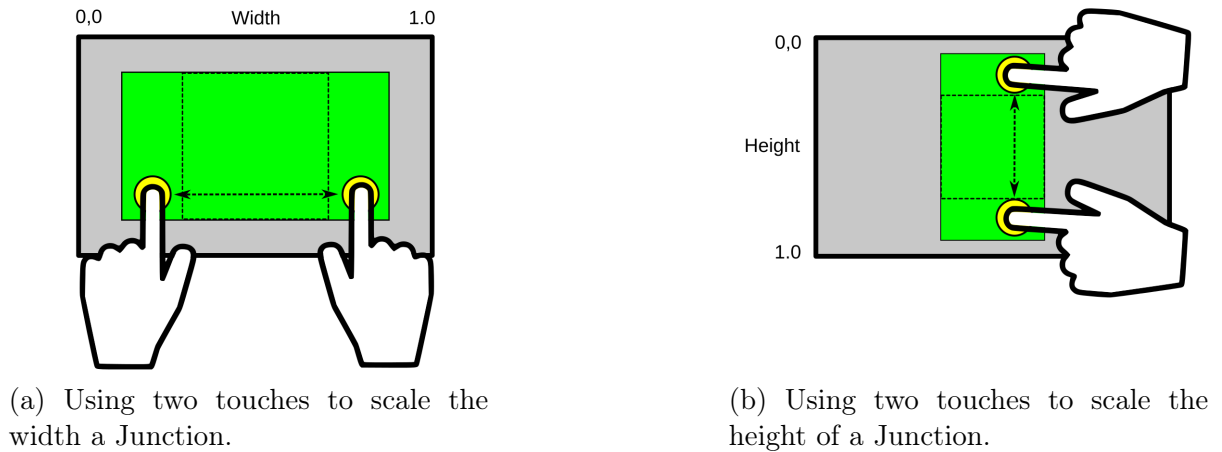 0,0 Width 1.0
(a) Using two touches to scale the
width a Junction.
0,0
Height
1.0
(b) Using two touches to scale the
height of a Junction.